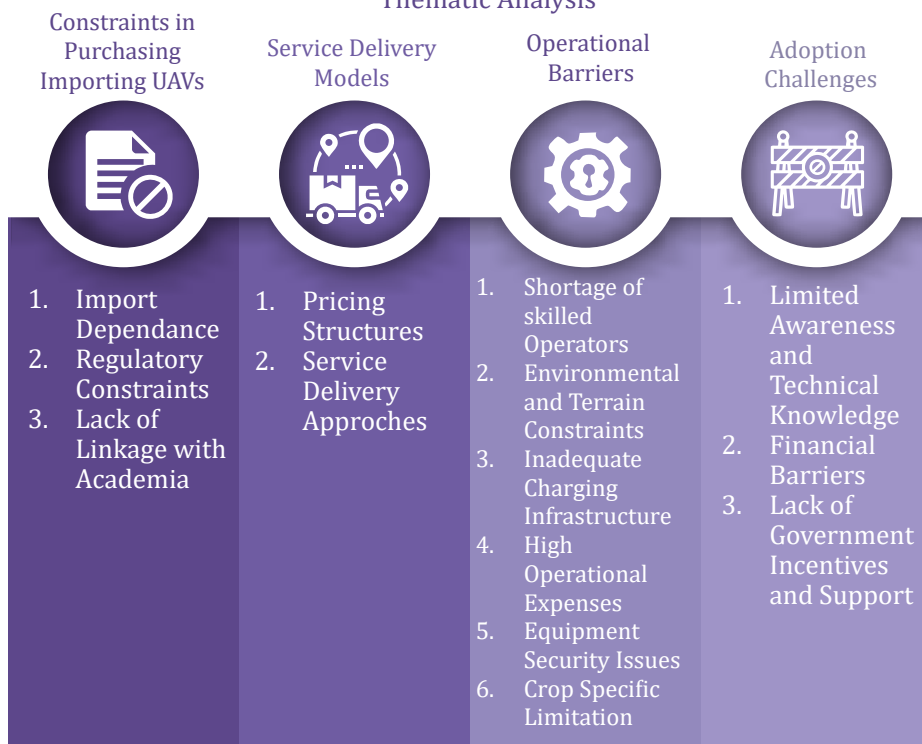 Thematic Analysis
Constraints in
Purchasing
Importing UAVs
Service Delivery
Models
Operational
Barriers
Adoption
Challenges
1. Import
Dependance
2. Regulatory
Constraints
3. Lack of
Linkage with
Academia
1. Pricing
Structures
2. Service
Delivery
Approches
1. Shortage of
skilled
Operators
2. Environmental
and Terrain
Constraints
3. Inadequate
Charging
Infrastructure
4. High
Operational
Expenses
5. Equipment
Security Issues
6. Crop Specific
Limitation
1. Limited
Awareness
and
Technical
Knowledge
2. Financial
Barriers
3. Lack of
Government
Incentives
and Support